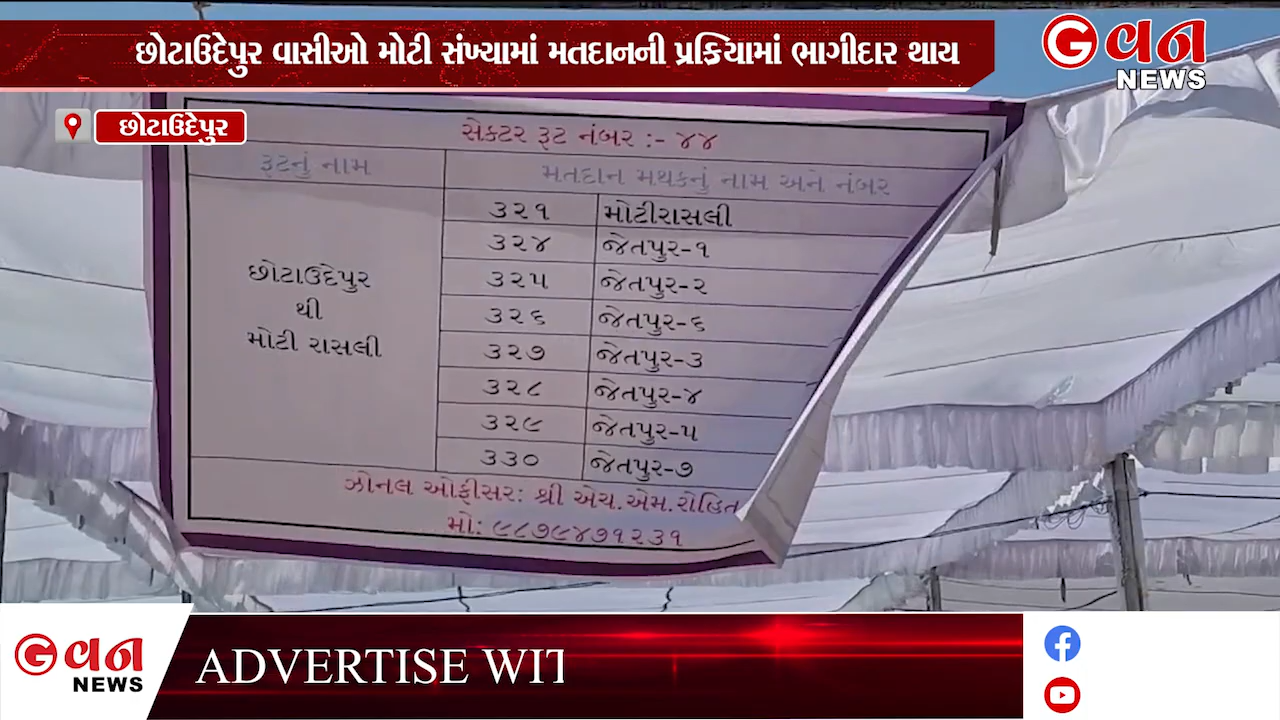 છોટાઉદેપુર વાસીઓ મોટી સંખ્યામાં મતદાનની પ્રક્રિયામાં ભાગીદાર થાય
G વન
NEWS
છોટાઉદેપુર
સેક્ટર રૂટ નંબર :- ૪૪
રૂટનું નામ મતદાન મથકનું નામ અને નંબર
૩૨૧ મોટીરાસલી
૩૨૪ જેતપુર-૧
૩૨૫ જેતપુર-૨
૩૨૬ જેતપુર-૬
૩૨૭ જેતપુર-૩
૩૨૮ જેતપુર-૪
૩૨૯ જેતપુર-૫
૩૩૦ જેતપુર-૭
છોટાઉદેપુર
થી
મોટી રાસલી
ઝોનલ ઓફીસર: શ્રી એચ.એમ.રોહિત
મો: ૯૮૭૯૪૭૧૨૩૧
G વન
NEWS
ADVERTISE WIT